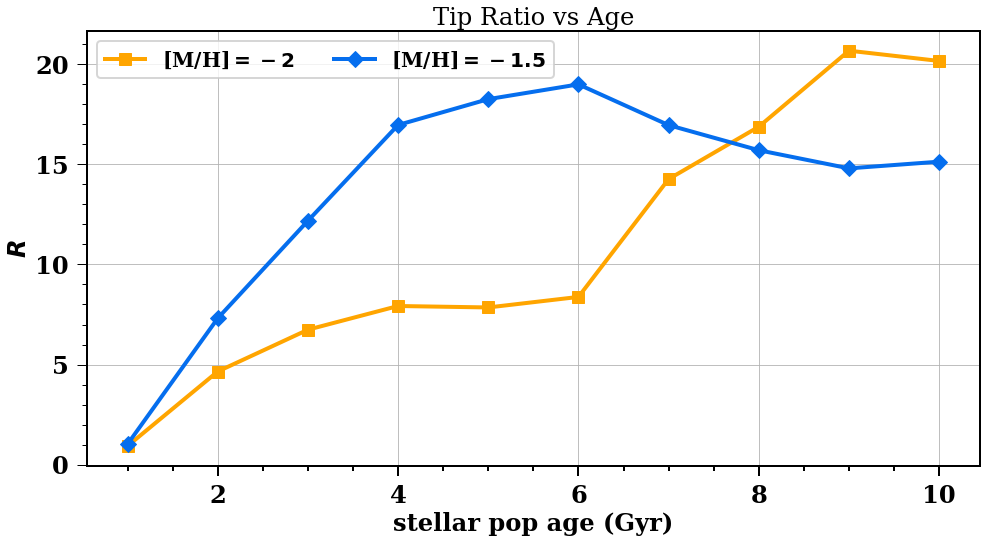 Tip Ratio vs Age
[M/H] = − 2
[M/H] = − 1.5
R
20
15
10
5
0
2 4 6 8 10
stellar pop age (Gyr)